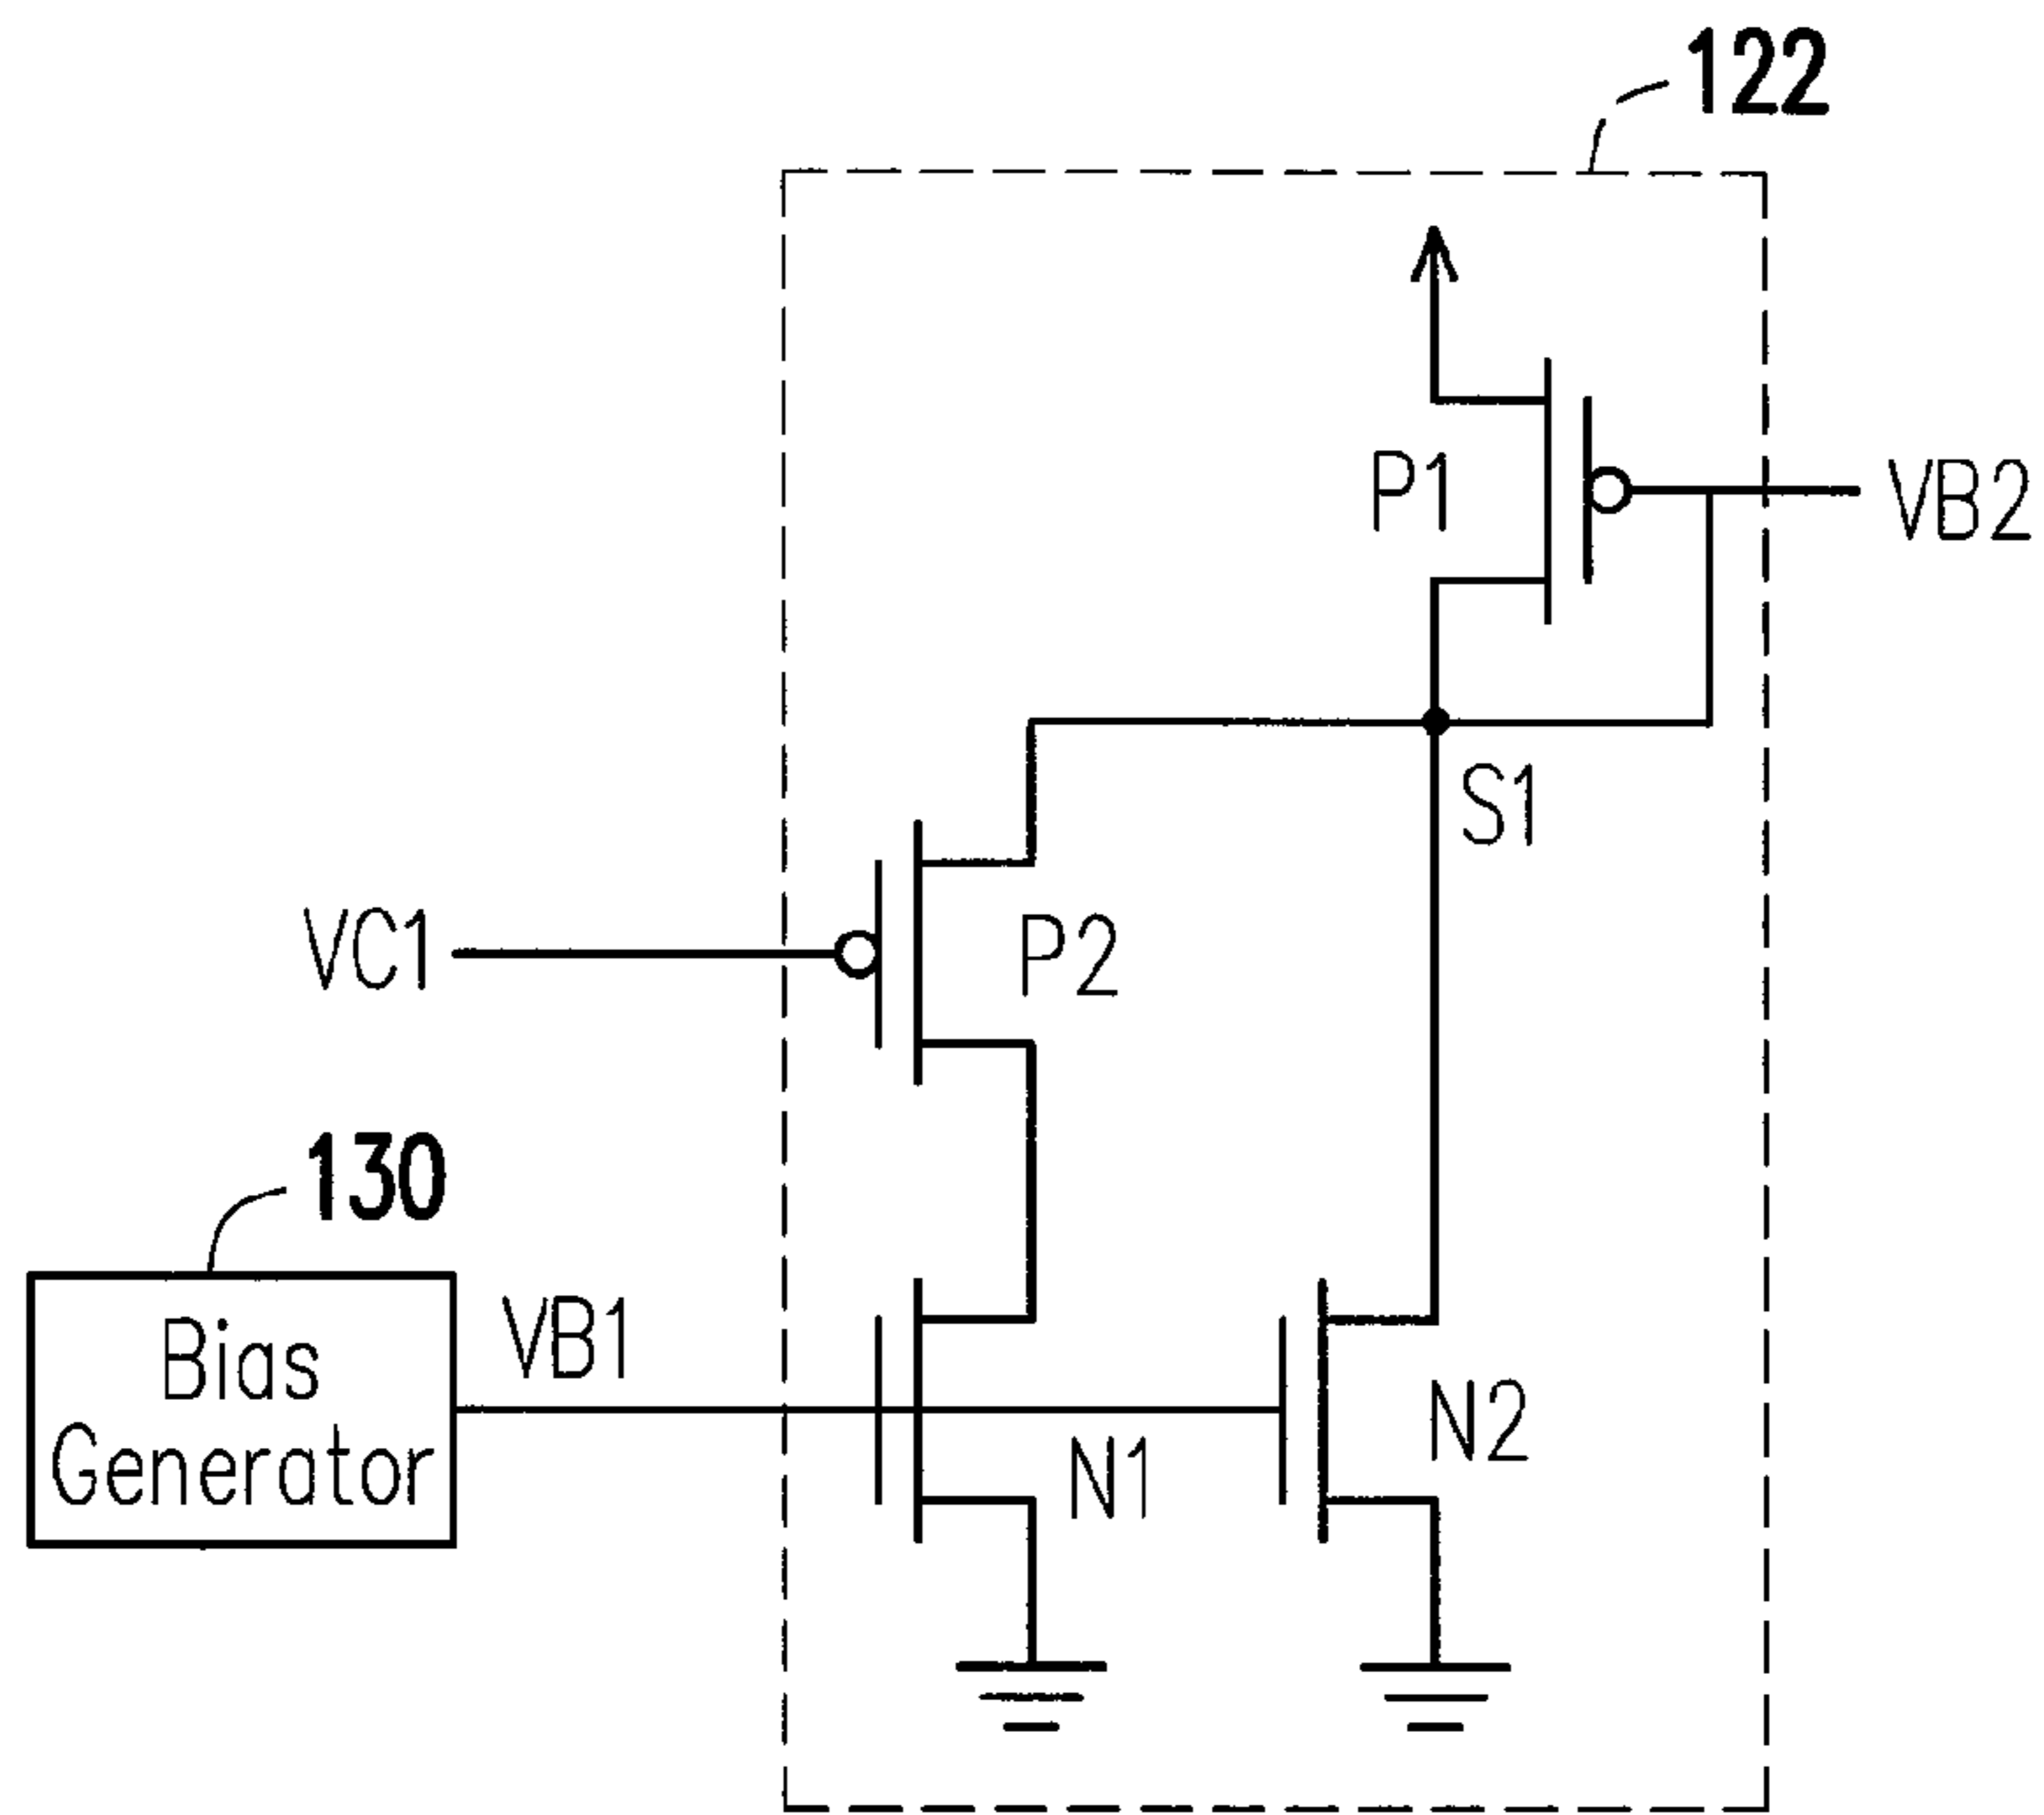 122
P1
VB2
S1
VC1
P2
130
VB1
Bias
Generator
N1
N2